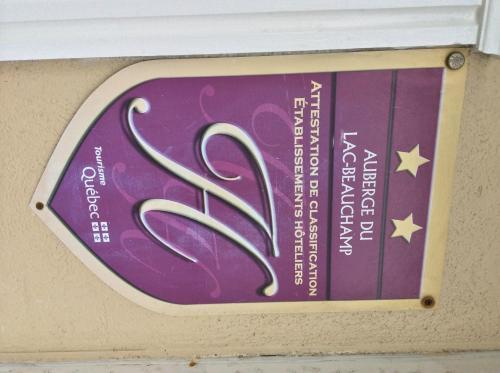 AUBERGE DU
LAC-BEAUCHAMP
ATTESTATION DE CLASSIFICATION
ÉTABLISSEMENTS HÔTELIERS
H
Tourisme
Québec